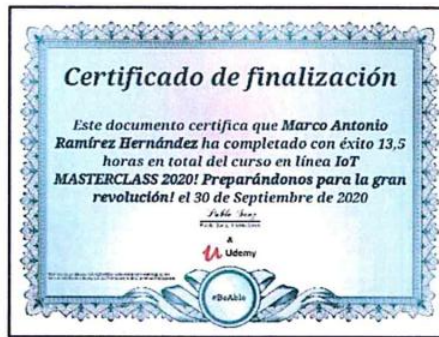 Certificado de finalización
Este documento certifica que Marco Antonio
Ramírez Hernández ha completado con éxito 13,5
horas en total del curso en línea IoT
MASTERCLASS 2020! Preparándonos para la gran
revolución! el 30 de Septiembre de 2020
&
Udemy
#BeAble